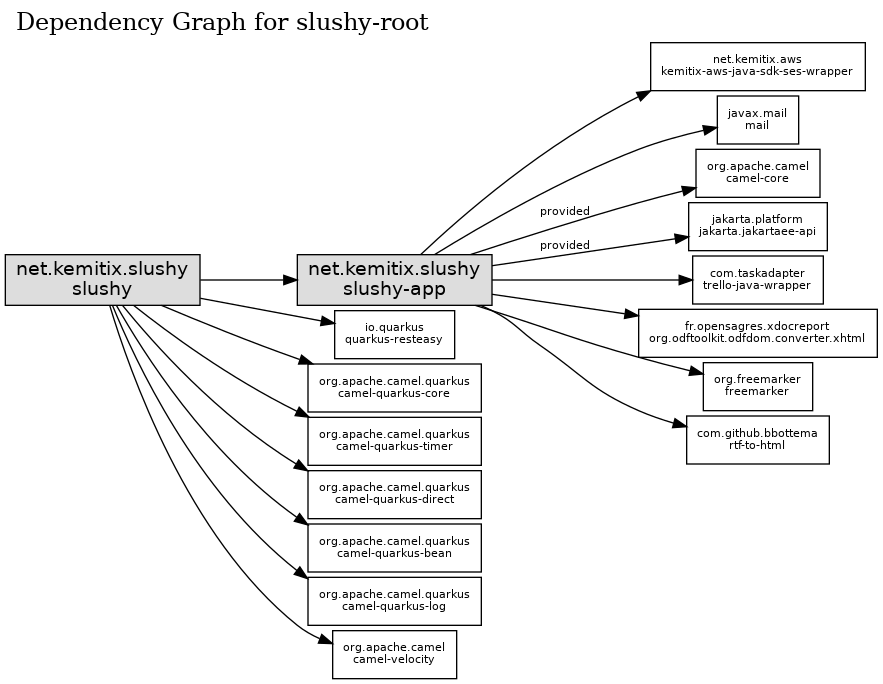 Dependency Graph for slushy-root
net.kemitix.aws
kemitix-aws-java-sdk-ses-wrapper
javax.mail
mail
org.apache.camel
camel-core
provided
jakarta.platform
jakarta.jakartaee-api
provided
net.kemitix.slushy
slushy
net.kemitix.slushy
slushy-app
com.taskadapter
trello-java-wrapper
io.quarkus
quarkus-resteasy
fr.opensagres.xdocreport
org.odftoolkit.odfdom.converter.xhtml
org.apache.camel.quarkus
camel-quarkus-core
org.freemarker
freemarker
org.apache.camel.quarkus
camel-quarkus-timer
com.github.bbottema
rtf-to-html
org.apache.camel.quarkus
camel-quarkus-direct
org.apache.camel.quarkus
camel-quarkus-bean
org.apache.camel.quarkus
camel-quarkus-log
org.apache.camel
camel-velocity